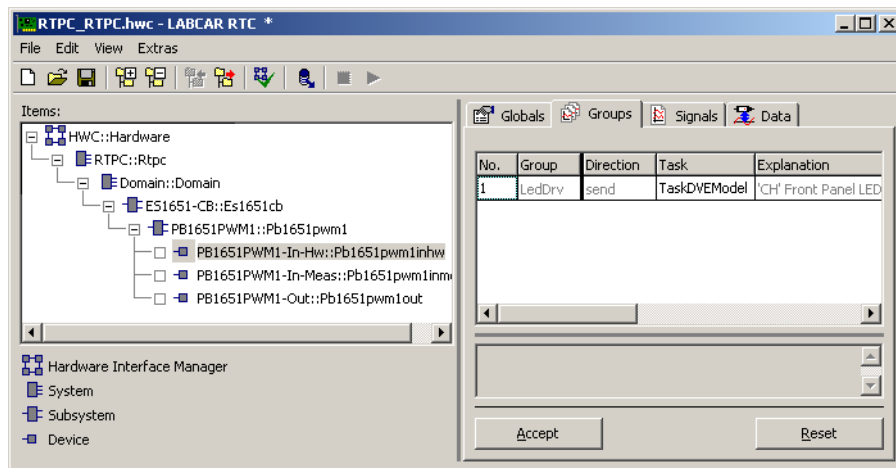 RTPC_RTPC.hwc - LABCAR RTC *
File Edit View Extras
Items:
HWC::Hardware
RTPC::Rtpc
Domain::Domain
ES1651-CB::Es1651cb
PB1651PWM1::Pb1651pwm1
PB1651PWM1-In-Hw::Pb1651pwm1inhw
PB1651PWM1-In-Meas::Pb1651pwm1inm
PB1651PWM1-Out::Pb1651pwm1out
Hardware Interface Manager
System
Subsystem
Device
Globals Groups Signals Data
No. Group Direction Task Explanation
1 LedDrv send TaskDVEModel 'CH' Front Panel LED
Accept Reset